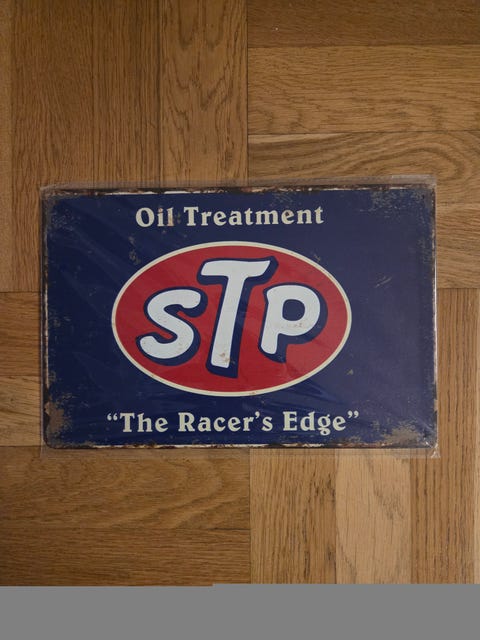 Oil Treatment
STP
“The Racer's Edge”